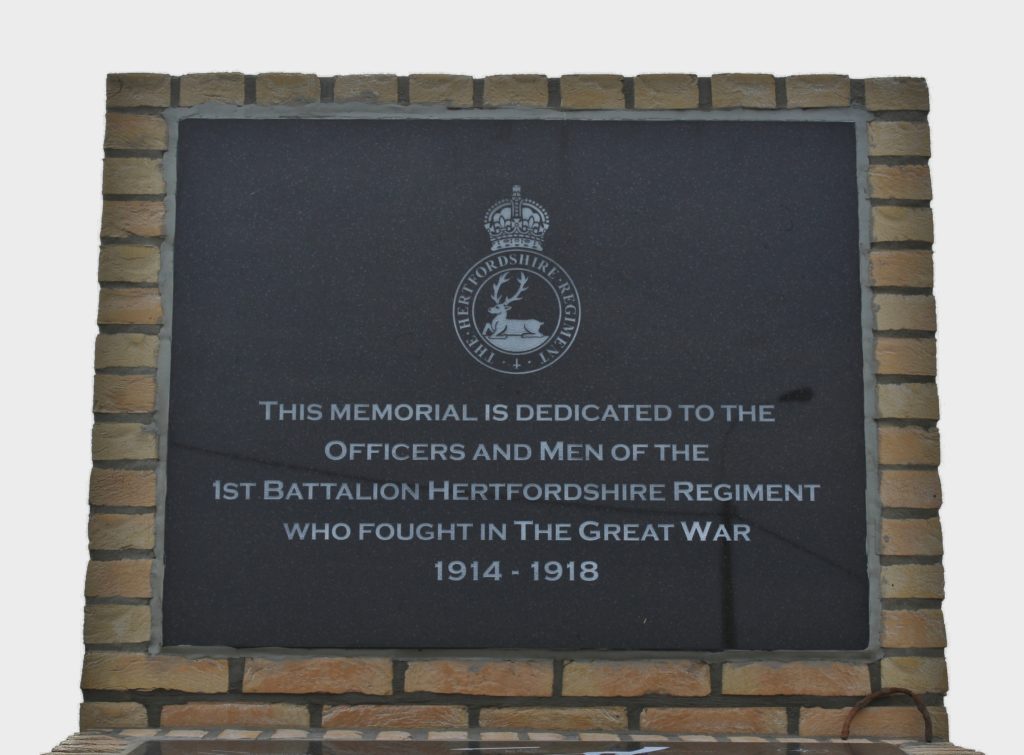 THE · HERTFORDSHIRE · REGIMENT ·
THIS MEMORIAL IS DEDICATED TO THE
OFFICERS AND MEN OF THE
1ST BATTALION HERTFORDSHIRE REGIMENT
WHO FOUGHT IN THE GREAT WAR
1914 - 1918